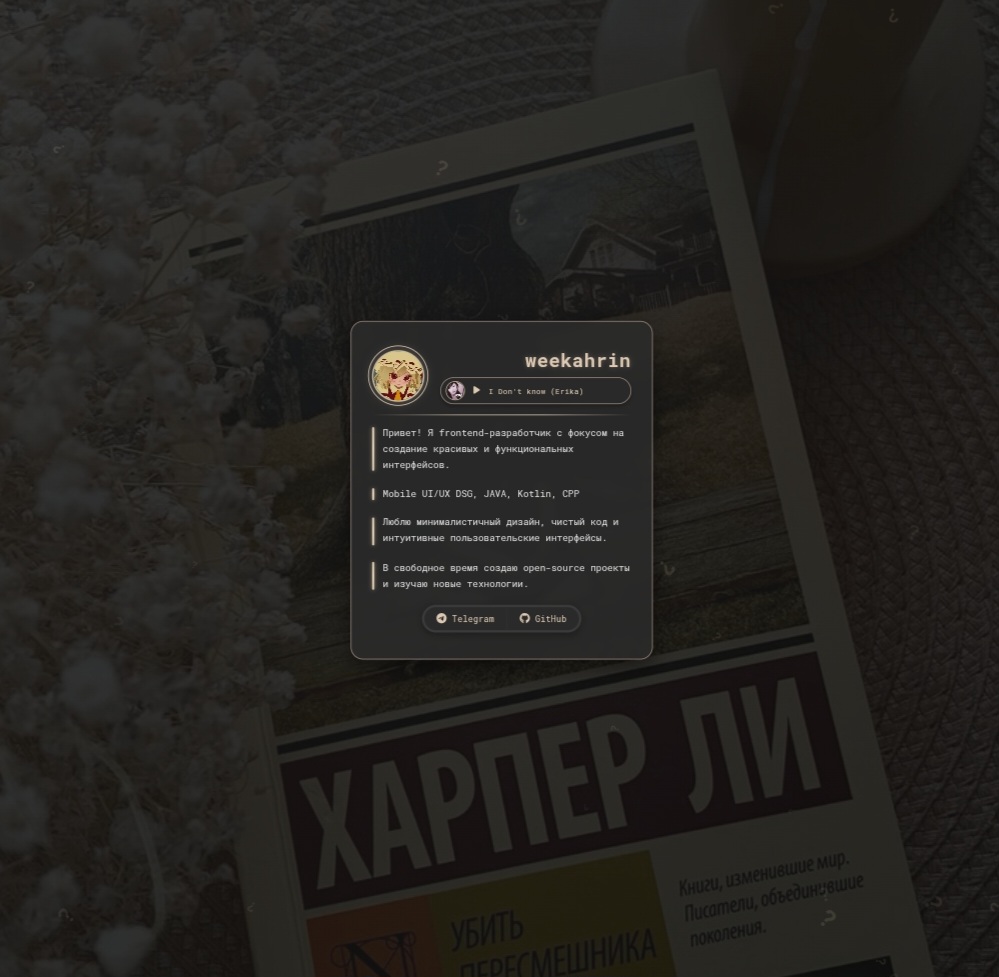 weekahrin
I Don't know (Erika)
Привет! Я frontend-разработчик с фокусом на
создание красивых и функциональных
интерфейсов.
Mobile UI/UX DSG, JAVA, Kotlin, CPP
Люблю минималистичный дизайн, чистый код и
интуитивные пользовательские интерфейсы.
В свободное время создаю open-source проекты
и изучаю новые технологии.
Telegram
GitHub
ХАРПЕР ЛИ
Книги, изменившие мир.
Писатели, объединившие
поколения.
УБИТЬ
ПЕРЕСМЕШНИКА